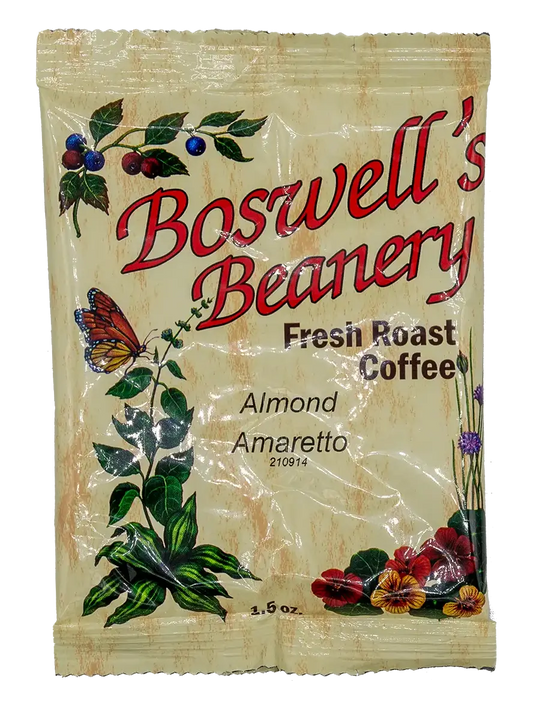 Boswell's
Beanery
Fresh Roast
Coffee
Almond
Amaretto
210914
1.5 oz.